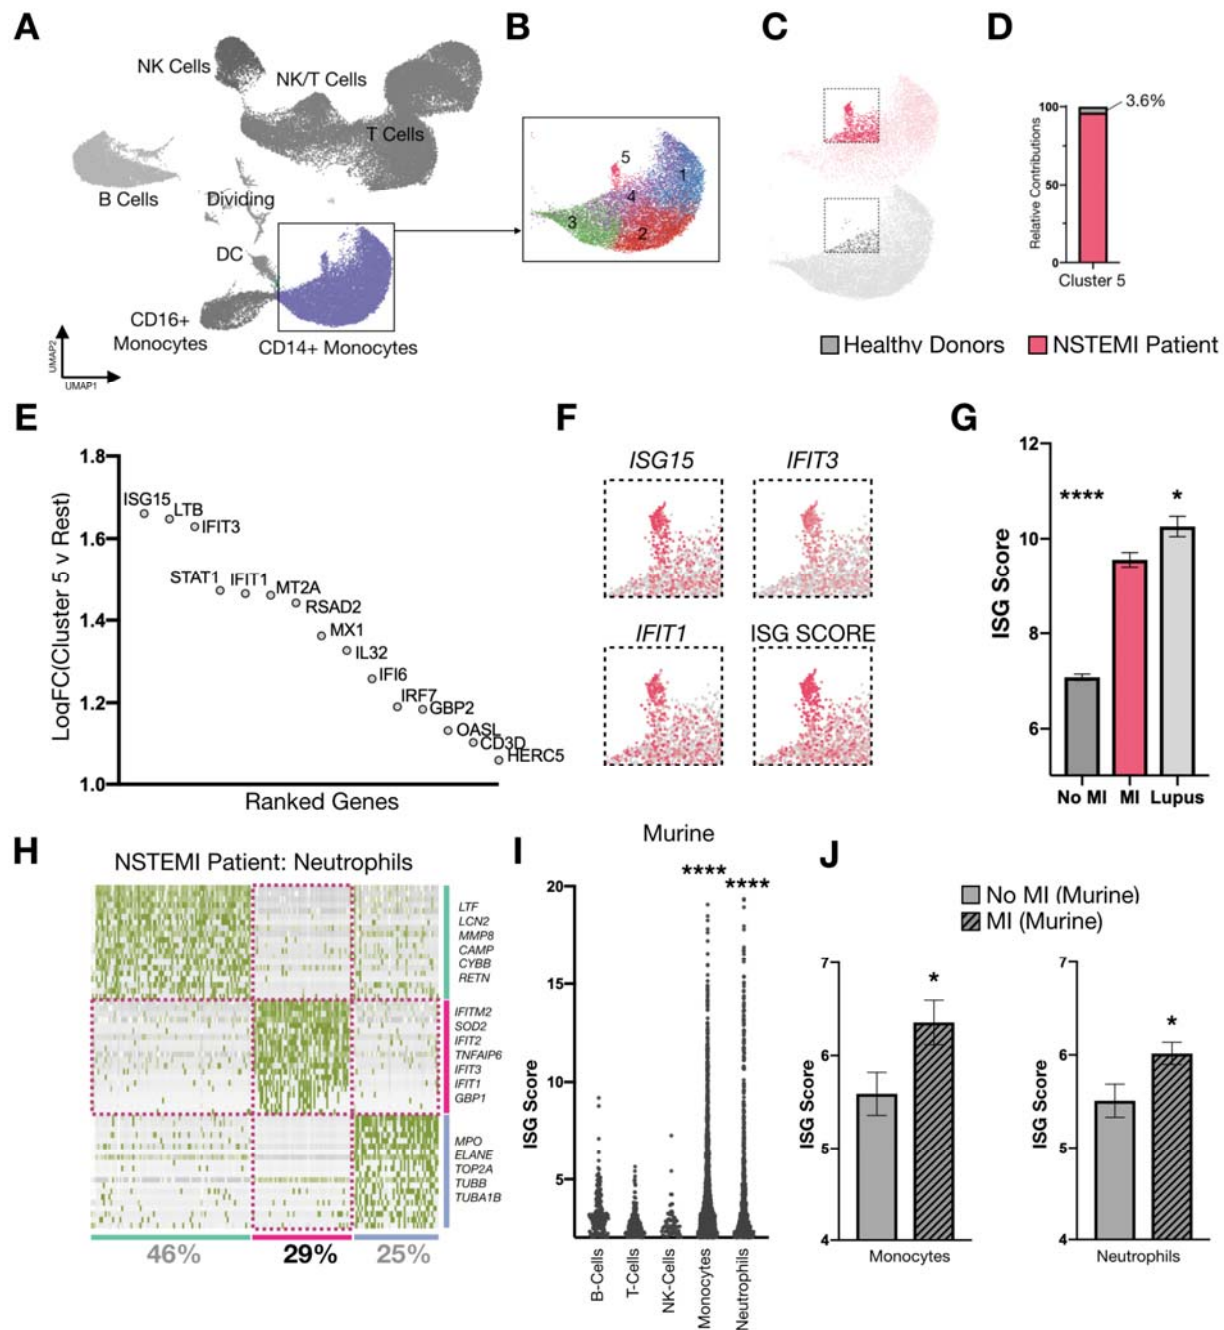 A
B
C
D
NK Cells
NK/T Cells
T Cells
B Cells
Dividing
DC
CD16+
Monocytes
CD14+ Monocytes
UMAP2
UMAP1
5
1
4
3
2
100
50
0
Relative Contributions
3.6%
Cluster 5
Healthy Donors
NSTEMI Patient
E
1.8
1.6
1.4
1.2
1.0
LogFC(Cluster 5 v Rest)
ISG15
LTB
IFIT3
STAT1
IFIT1
MT2A
RSAD2
MX1
IL32
IFI6
IRF7
GBP2
OASL
CD3D
HERC5
Ranked Genes
F
ISG15
IFIT3
IFIT1
ISG SCORE
G
12
10
8
6
ISG Score
****
*
No MI
MI
Lupus
H
NSTEMI Patient: Neutrophils
LTF
LCN2
MMP8
CAMP
CYBB
RETN
IFITM2
SOD2
IFIT2
TNFAIP6
IFIT3
IFIT1
GBP1
MPO
ELANE
TOP2A
TUBB
TUBA1B
46%
29%
25%
I
Murine
20
15
10
5
ISG Score
****
****
B-Cells
T-Cells
NK-Cells
Monocytes
Neutrophils
J
No MI (Murine)
MI (Murine)
7
6
5
4
ISG Score
*
Monocytes
7
6
5
4
ISG Score
*
Neutrophils